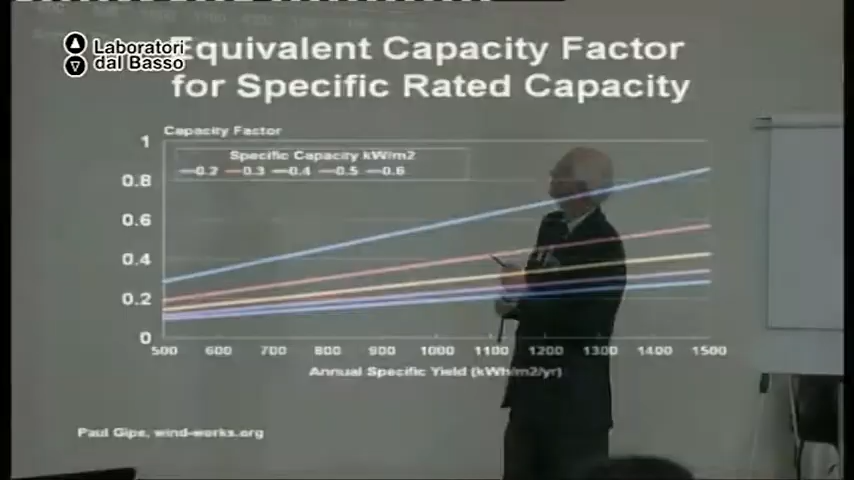 Laboratori
dal Basso
Equivalent Capacity Factor
for Specific Rated Capacity
Capacity Factor
Specific Capacity kW/m2
0.2 0.3 0.4 0.5 0.6
1
0.8
0.6
0.4
0.2
0
500 600 700 800 900 1000 1100 1200 1300 1400 1500
Annual Specific Yield (kWh/m2/yr)
Paul Gipe, wind-works.org